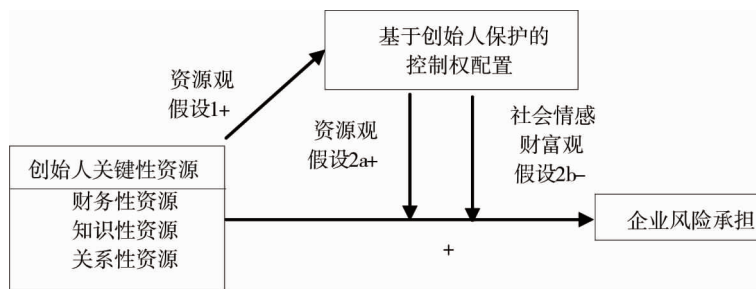 基于创始人保护的
控制权配置
资源观
假设1+
资源观
假设2a+
社会情感
财富观
假设2b-
创始人关键性资源
财务性资源
知识性资源
关系性资源
企业风险承担
+